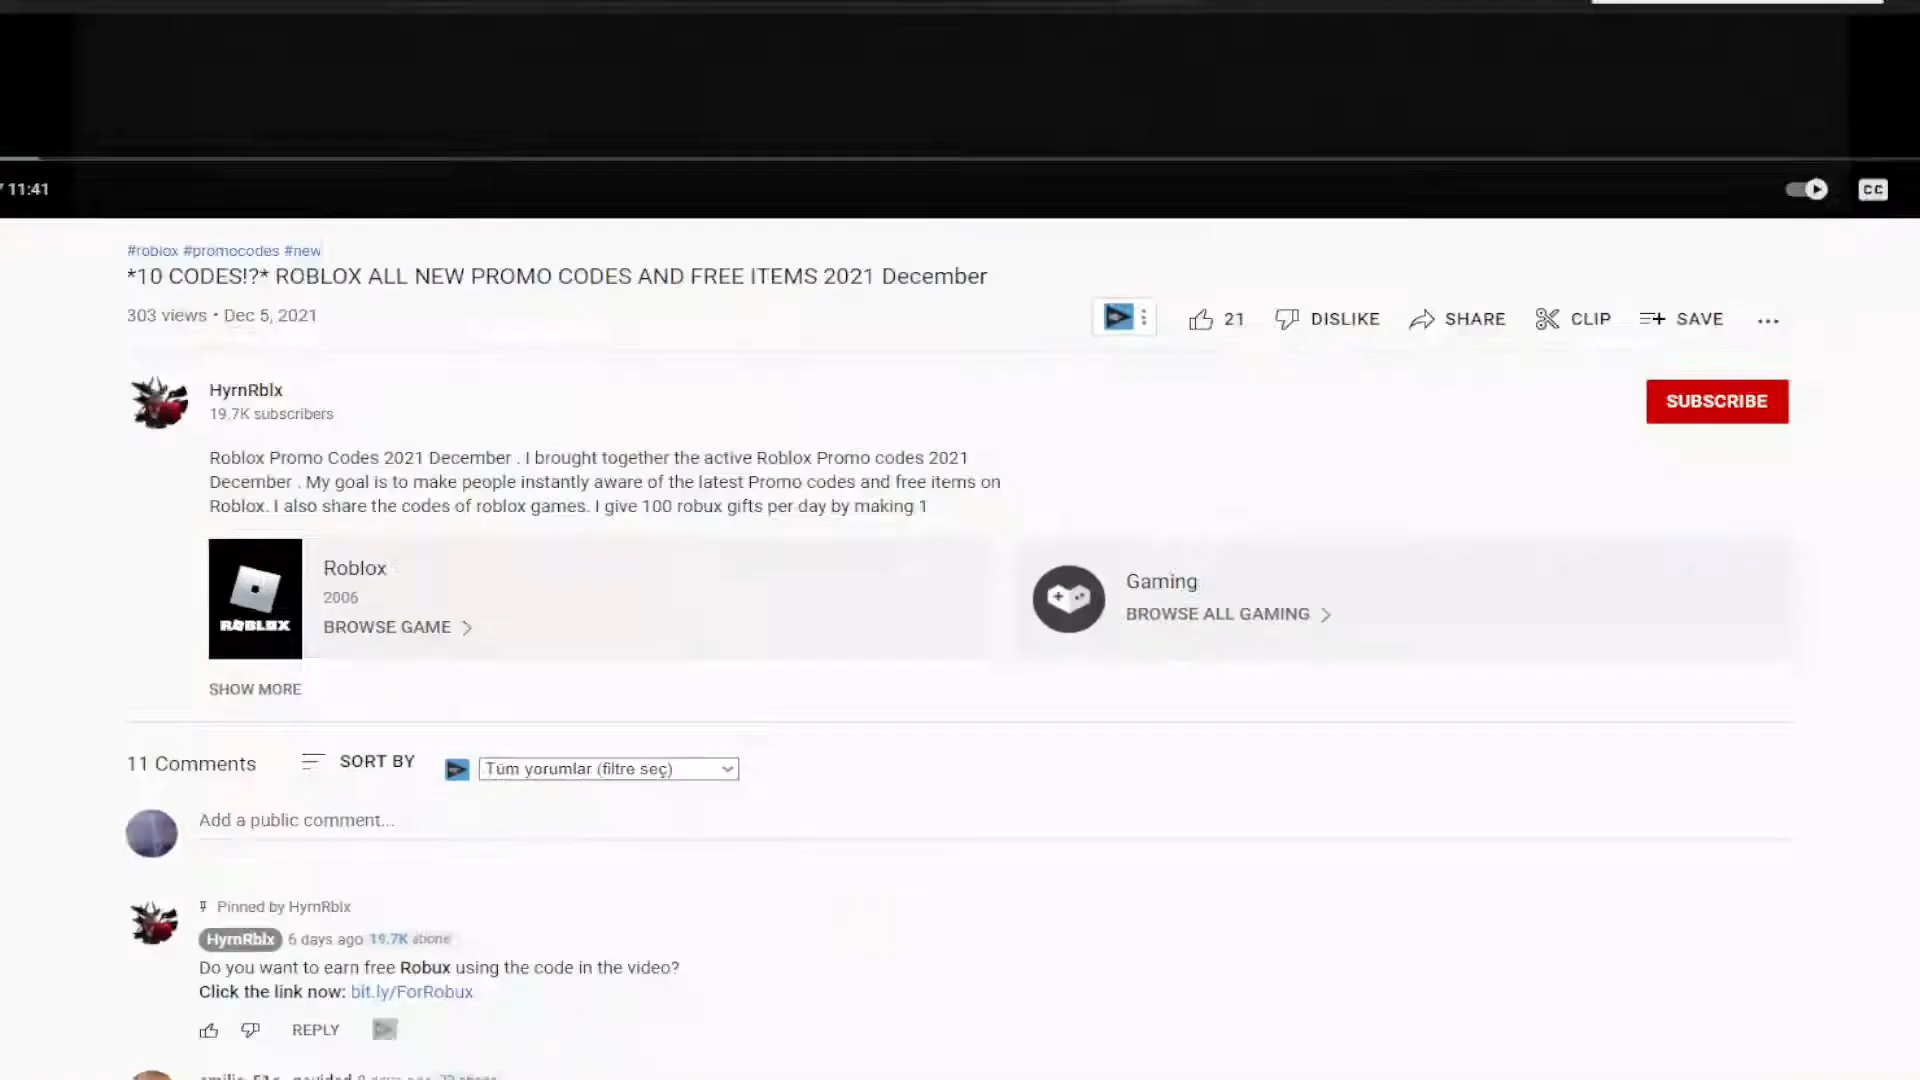 11:41
CC
#roblox #promocodes #new
*10 CODES!?* ROBLOX ALL NEW PROMO CODES AND FREE ITEMS 2021 December
303 views • Dec 5, 2021
21 DISLIKE SHARE CLIP SAVE
HyrnRblx
19.7K subscribers
SUBSCRIBE
Roblox Promo Codes 2021 December . I brought together the active Roblox Promo codes 2021
December . My goal is to make people instantly aware of the latest Promo codes and free items on
Roblox. I also share the codes of roblox games. I give 100 robux gifts per day by making 1
ROBLOX
Roblox
2006
BROWSE GAME
Gaming
BROWSE ALL GAMING
SHOW MORE
11 Comments SORT BY Tüm yorumlar (filtre seç)
Add a public comment...
Pinned by HyrnRblx
HyrnRblx 6 days ago 19.7K abone
Do you want to earn free Robux using the code in the video?
Click the link now: bit.ly/ForRobux
REPLY